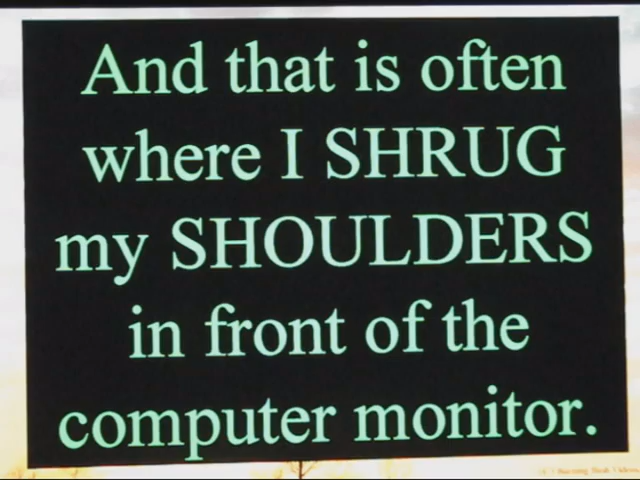 And that is often
where I SHRUG
my SHOULDERS
in front of the
computer monitor.